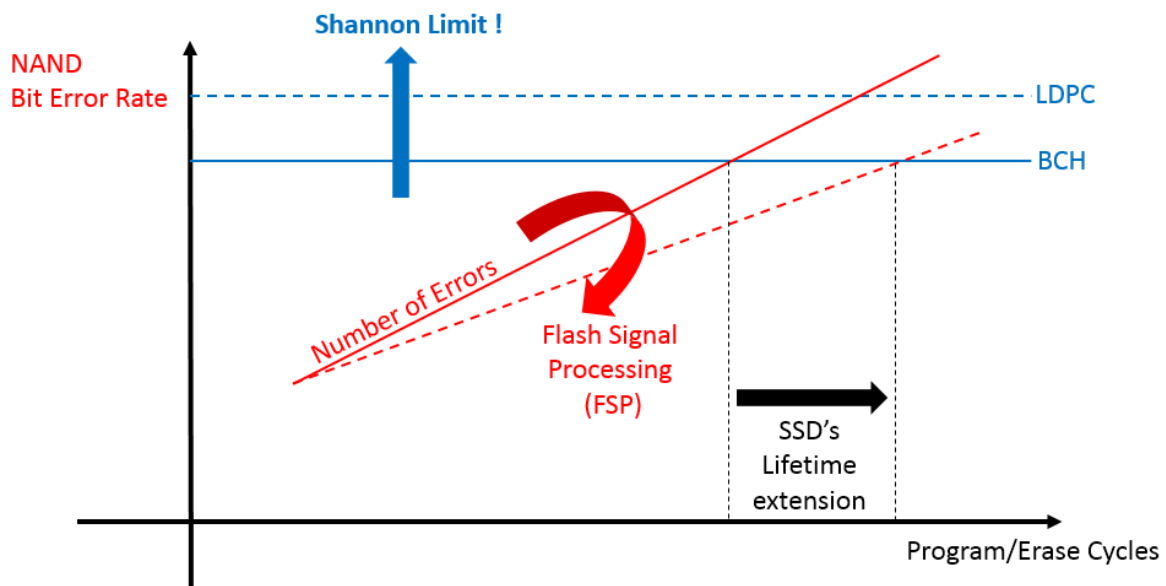 Shannon Limit !
NAND
Bit Error Rate
LDPC
BCH
Number of Errors
Flash Signal
Processing
(FSP)
SSD's
Lifetime
extension
Program/Erase Cycles